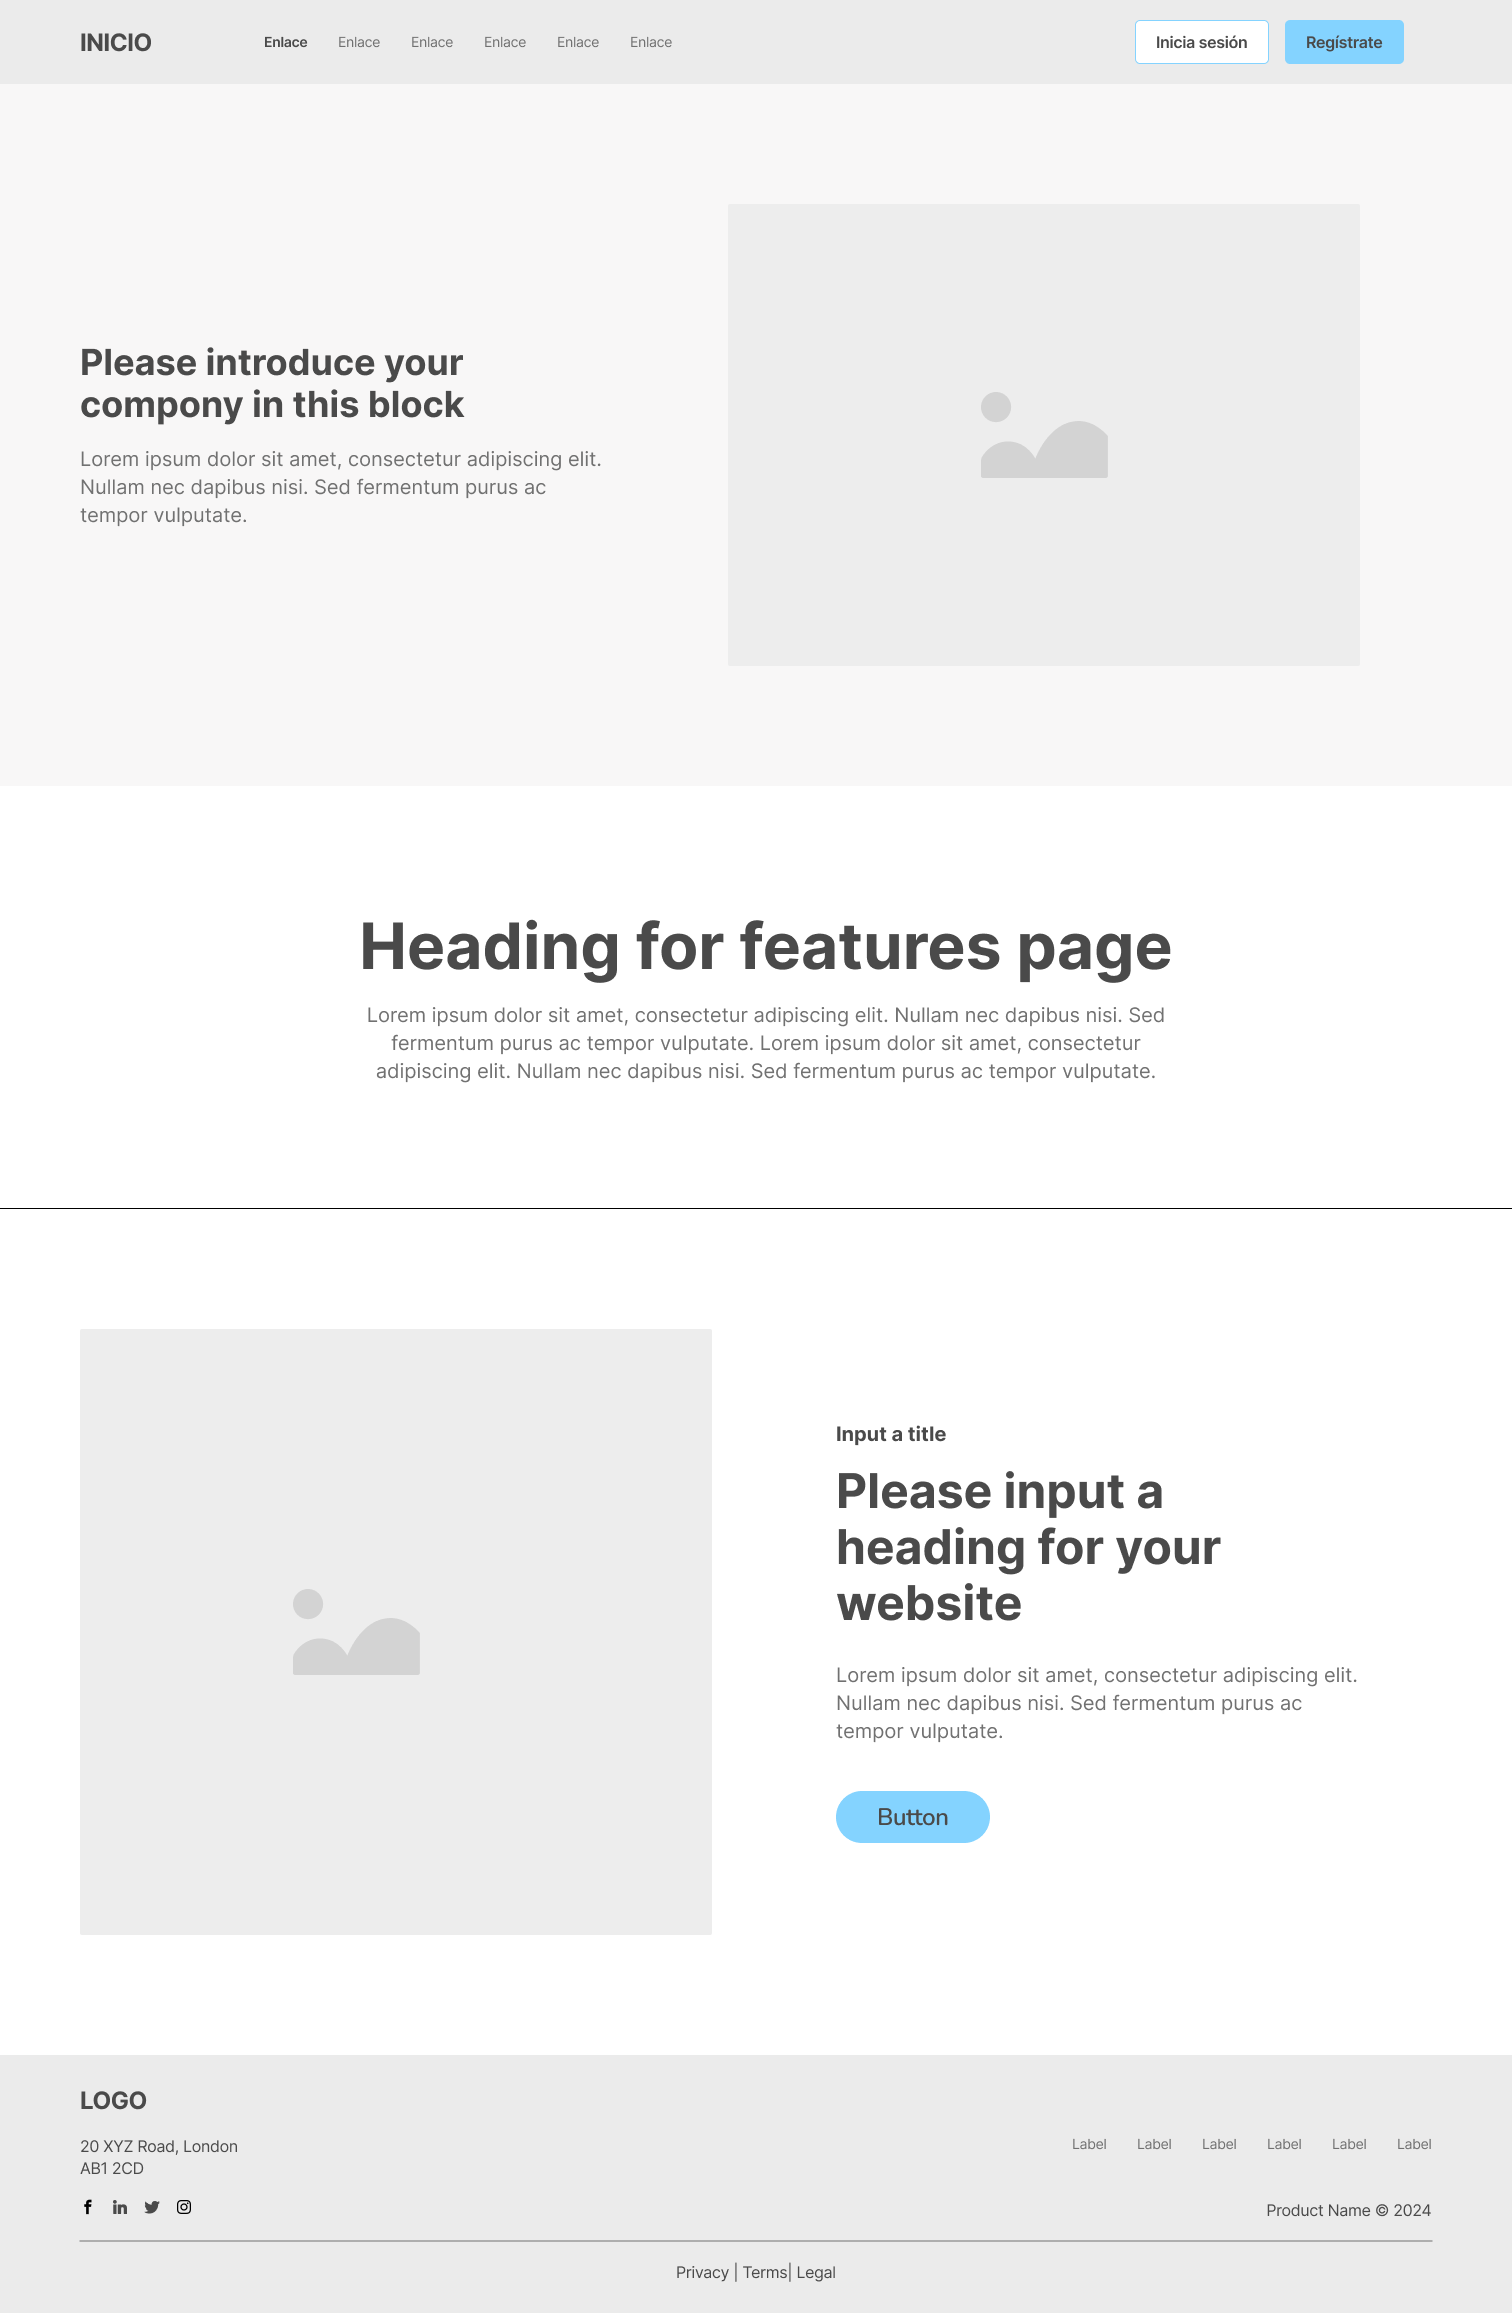 INICIO
Enlace Enlace Enlace Enlace Enlace Enlace
Inicia sesión
Regístrate
Please introduce your
compony in this block
Lorem ipsum dolor sit amet, consectetur adipiscing elit.
Nullam nec dapibus nisi. Sed fermentum purus ac
tempor vulputate.
Heading for features page
Lorem ipsum dolor sit amet, consectetur adipiscing elit. Nullam nec dapibus nisi. Sed
fermentum purus ac tempor vulputate. Lorem ipsum dolor sit amet, consectetur
adipiscing elit. Nullam nec dapibus nisi. Sed fermentum purus ac tempor vulputate.
Input a title
Please input a
heading for your
website
Lorem ipsum dolor sit amet, consectetur adipiscing elit.
Nullam nec dapibus nisi. Sed fermentum purus ac
tempor vulputate.
Button
LOGO
20 XYZ Road, London
AB1 2CD
Label Label Label Label Label Label
Product Name © 2024
Privacy | Terms| Legal